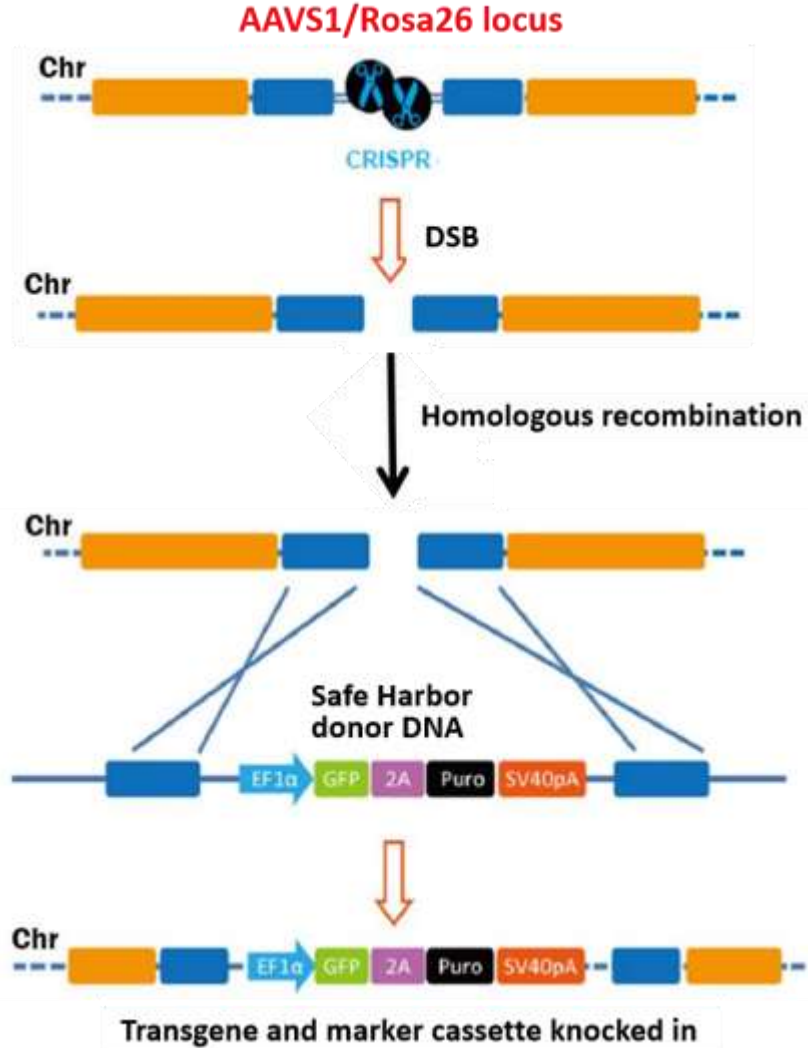 AAVS1/Rosa26 locus
Chr
CRISPR
DSB
Chr
Homologous recombination
Chr
Safe Harbor
donor DNA
EF1α GFP 2A Puro SV40pA
Chr
EF1α GFP 2A Puro SV40pA
Transgene and marker cassette knocked in